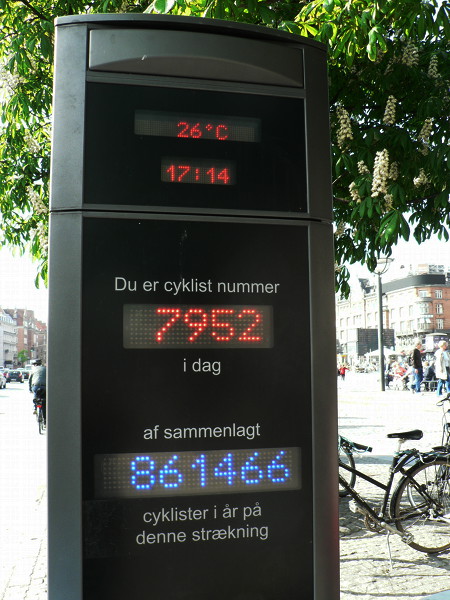 26°C
17:14
Du er cyklist nummer
7952
i dag
af sammenlagt
861466
cyklister i år på
denne strækning